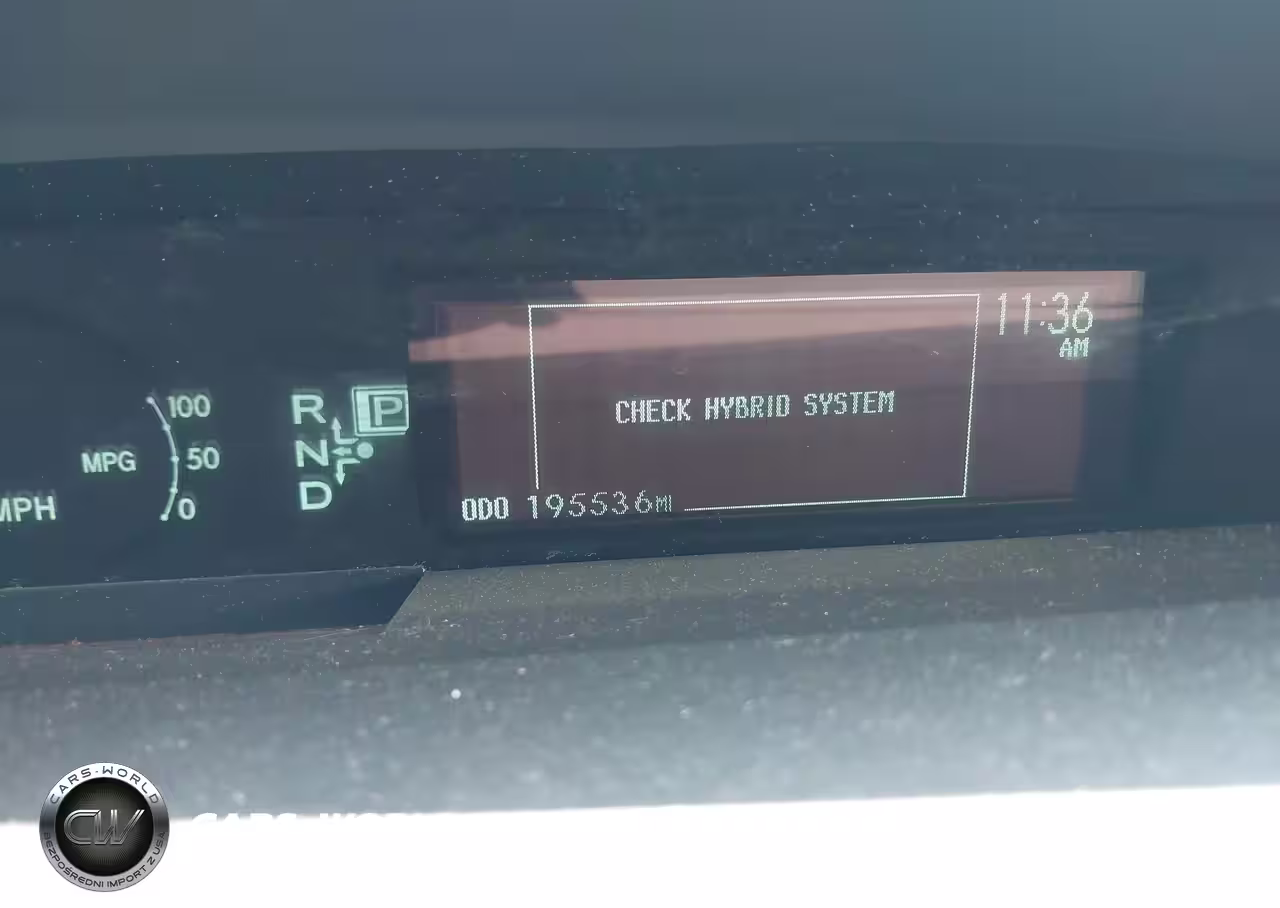 11:36
AM
100
R P
CHECK HYBRID SYSTEM
MPG 50
N
0
D
MPH
ODO 195536MI
CARS-WORLD
CW
BEZPOŚREDNI IMPORT Z USA